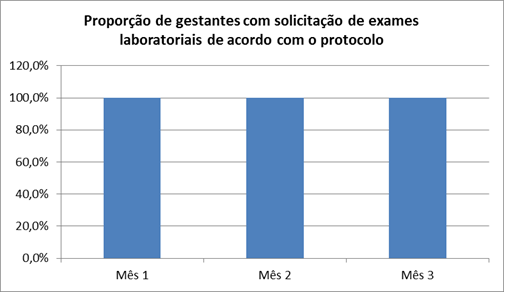 Proporção de gestantes com solicitação de exames
laboratoriais de acordo com o protocolo
120,0%
100,0%
80,0%
60,0%
40,0%
20,0%
0,0%
Mês 1 Mês 2 Mês 3